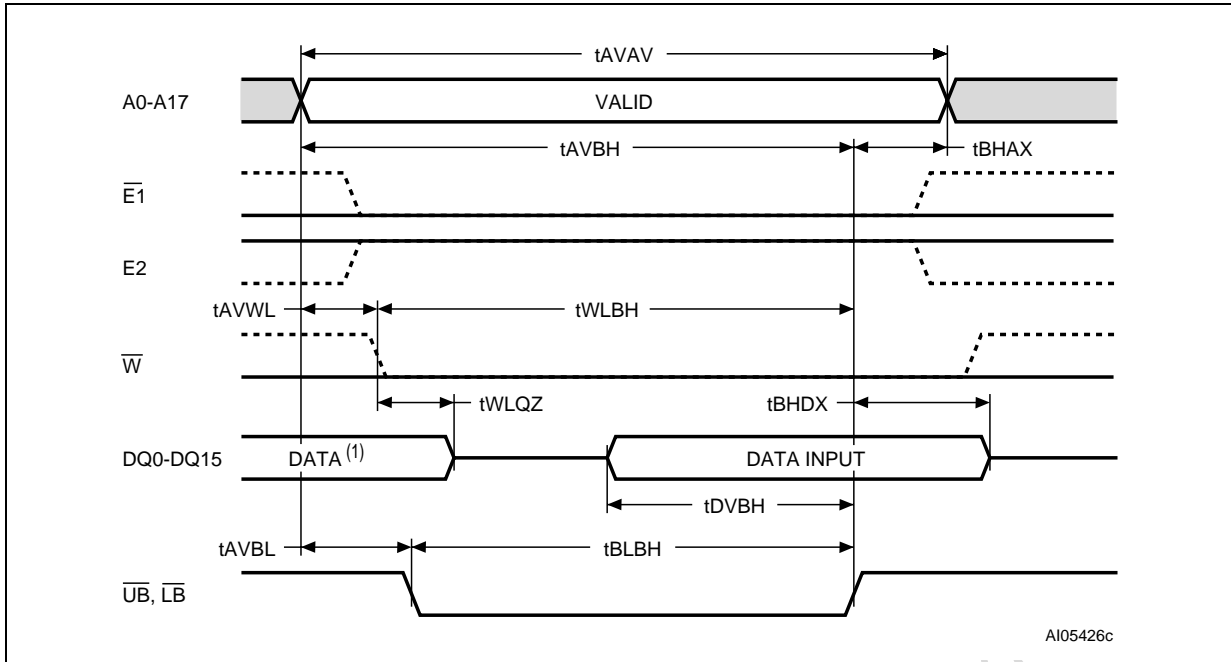 tAVAV
A0-A17 VALID
tAVBH tBHAX
E1
E2
tAVWL tWLBH
W
tWLQZ tBHDX
DQ0-DQ15 DATA (1) DATA INPUT
tDVBH
tAVBL tBLBH
UB, LB
AI05426c